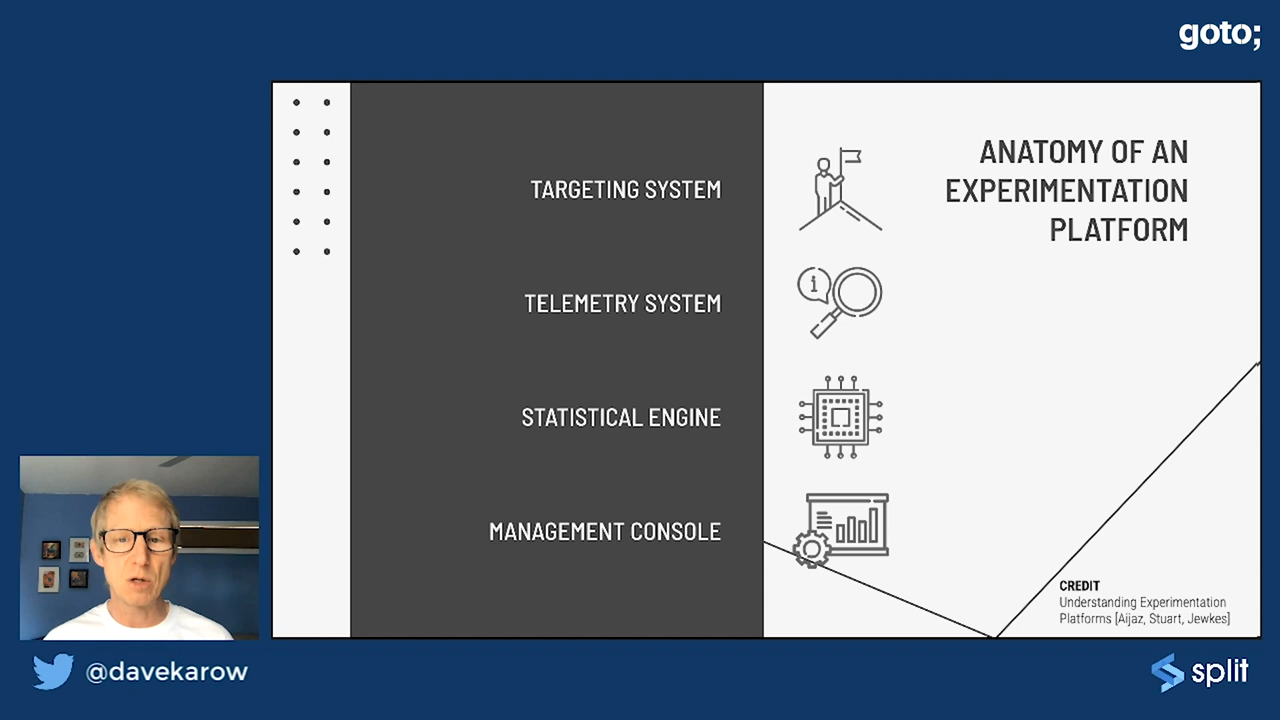 goto;
ANATOMY OF AN
EXPERIMENTATION
PLATFORM
TARGETING SYSTEM
TELEMETRY SYSTEM
STATISTICAL ENGINE
MANAGEMENT CONSOLE
CREDIT
Understanding Experimentation
Platforms [Aijaz, Stuart, Jewkes]
@davekarow
split